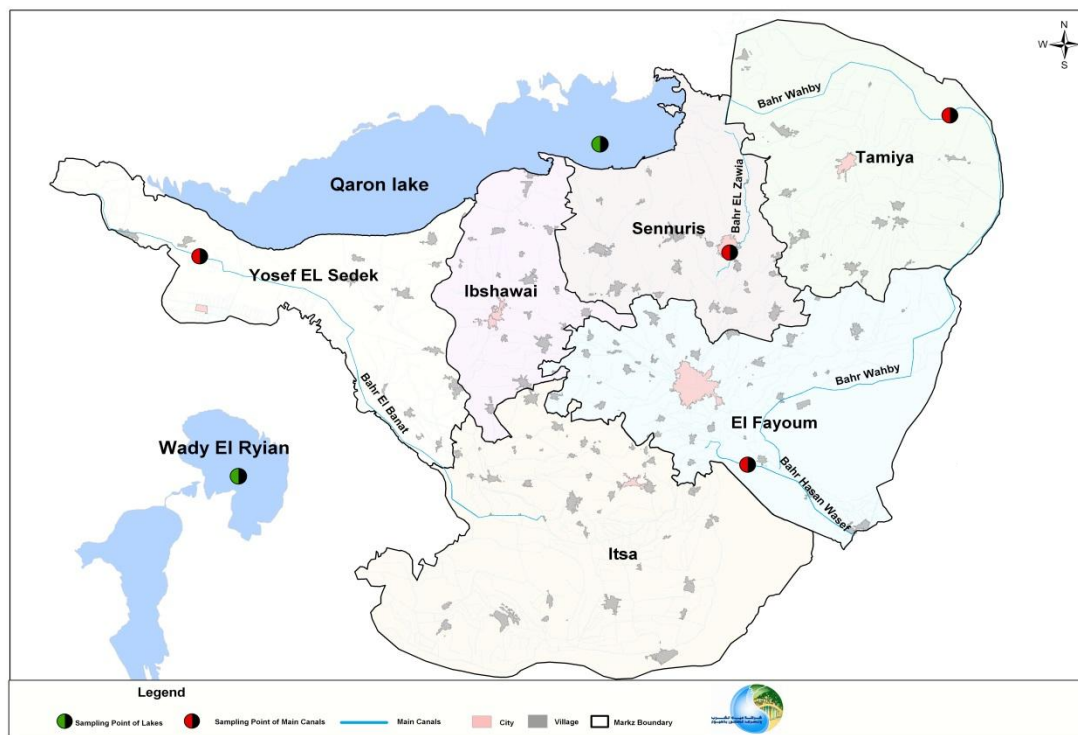 N
W
E
S
Bahr Wahby
Tamiya
Qaron lake
Bahr EL Zawia
Sennuris
Yosef EL Sedek
Ibshawai
Bahr El Banat
Bahr Wahby
El Fayoum
Wady El Ryian
Bahr Hasan Wasef
Itsa
Legend
Sampling Point of Lakes
Sampling Point of Main Canals
Main Canals
City
Village
Markz Boundary